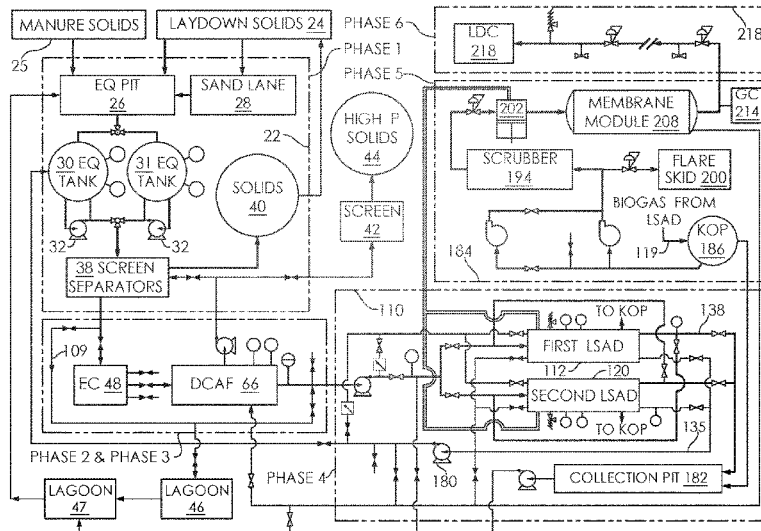 MANURE SOLIDS
25
LAYDOWN SOLIDS 24
PHASE 1
PHASE 6
PHASE 5
LDC
218
218
EQ PIT
26
SAND LANE
28
22
30 EQ
TANK
31 EQ
TANK
32
32
SOLIDS
40
HIGH P
SOLIDS
44
SCREEN
42
38 SCREEN
SEPARATORS
202
MEMBRANE
MODULE 208
GC
214
SCRUBBER
194
FLARE
SKID 200
BIOGAS FROM
LSAD
119
KOP
186
184
110
109
EC 48
DCAF 66
PHASE 2 & PHASE 3
TO KOP
138
FIRST LSAD
112
120
SECOND LSAD
TO KOP
135
PHASE 4
180
COLLECTION PIT 182
LAGOON
47
LAGOON
46